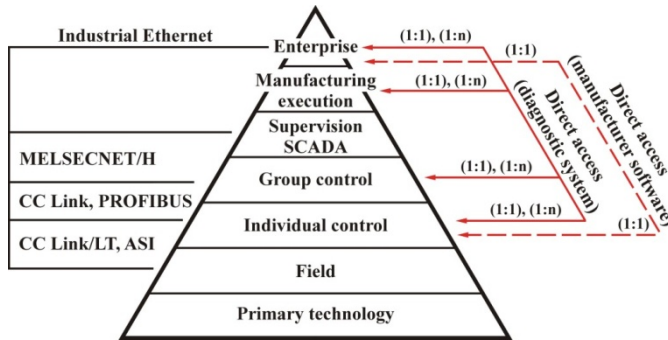 Industrial Ethernet
MELSECNET/H
CC Link, PROFIBUS
CC Link/LT, ASI
Enterprise
Manufacturing
execution
Supervision
SCADA
Group control
Individual control
Field
Primary technology
(1:1), (1:n)
(1:1)
(1:1), (1:n)
(1:1), (1:n)
(1:1), (1:n)
(1:1)
Direct access
(diagnostic system)
Direct access
(manufacturer software)